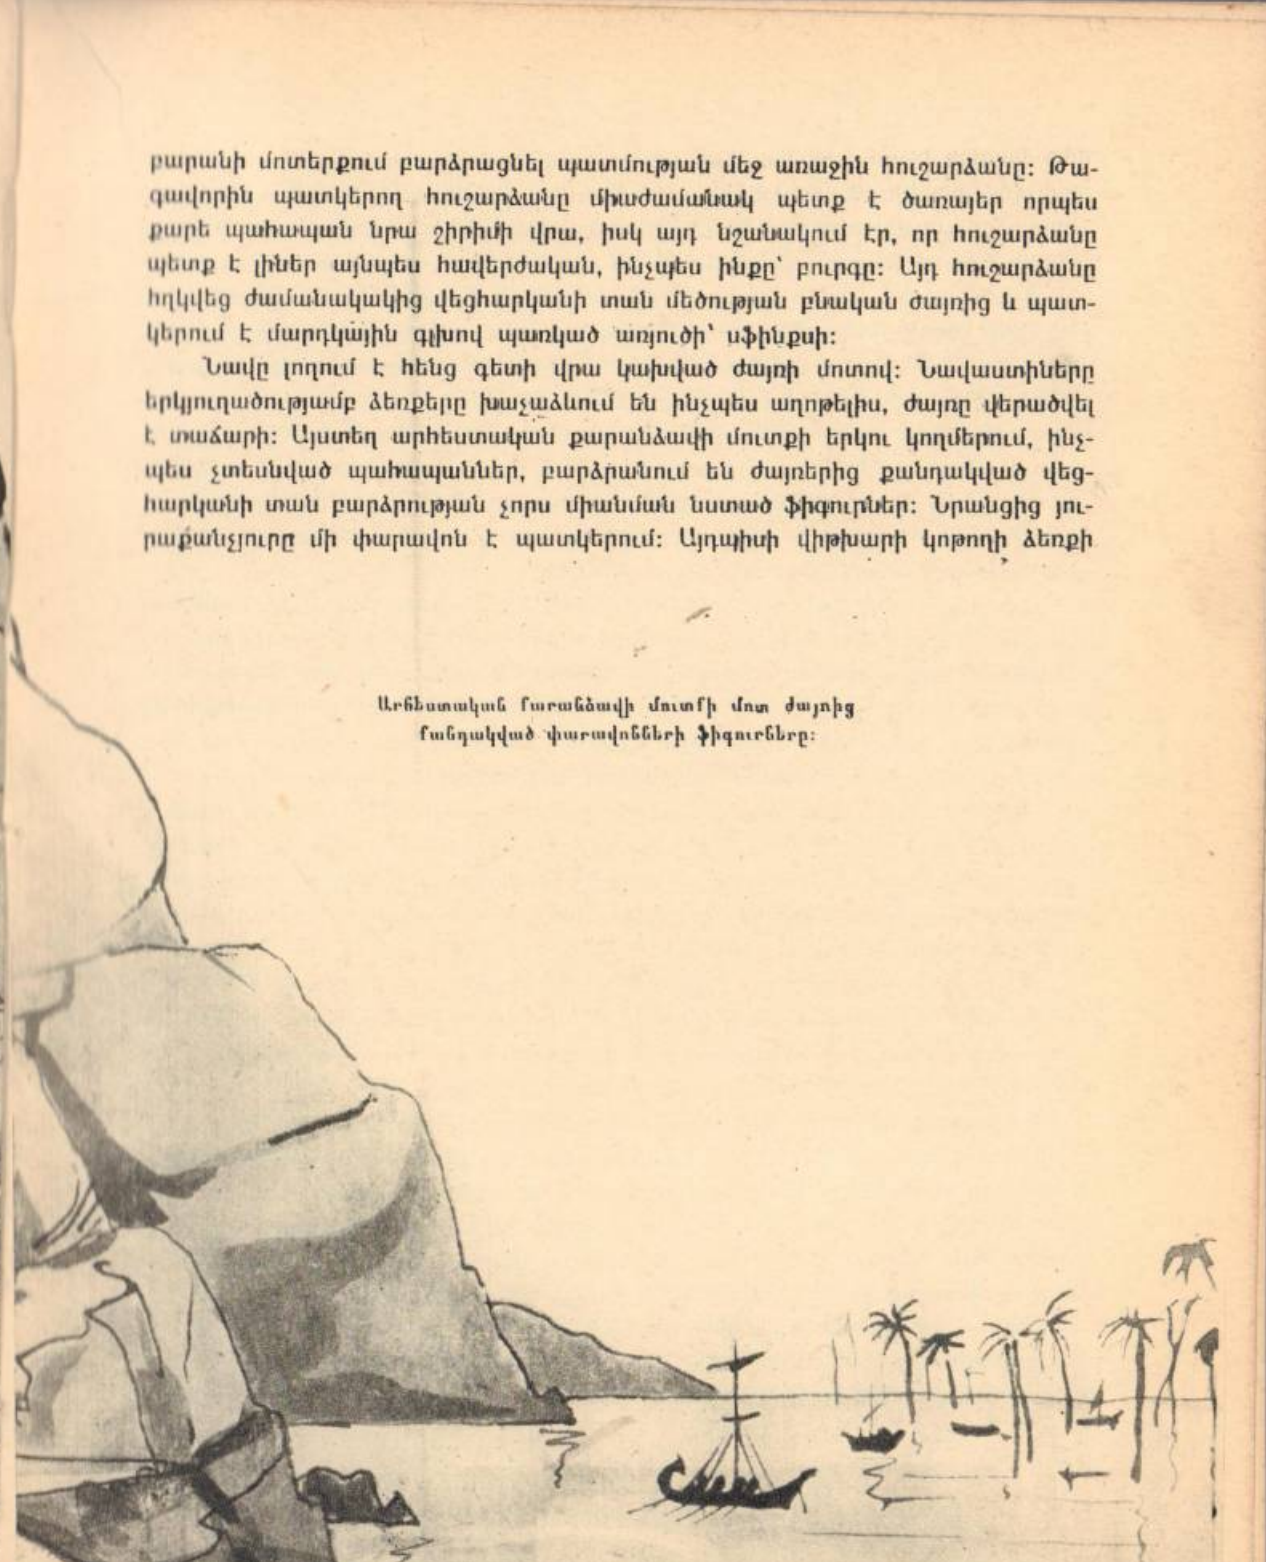 բարանի մոտերքում բարձրացնել պատմության մեջ առաջին հուշարձանը։ Թա-
գավորին պատկերող հուշարձանը միաժամանակ պետք է ծառայեր որպես
քարե պահապան նրա շիրիմի վրա, իսկ այդ նշանակում էր, որ հուշարձանը
պետք է լիներ այնպես հավերժական, ինչպես ինքը՝ բուրգը։ Այդ հուշարձանը
հղկվեց ժամանակակից վեցհարկանի տան մեծության բնական ժայռից և պատ-
կերում է մարդկային գլխով պառկած առյուծի՝ սֆինքսի։
Նավը լողում է հենց գետի վրա կախված ժայռի մոտով։ Նավաստիները
երկյուղածությամբ ձեռքերը խաչաձևում են ինչպես աղոթելիս, ժայռը վերածվել
է տաճարի։ Այստեղ արհեստական քարանձավի մուտքի երկու կողմերում, ինչ-
պես չտեսնված պահապաններ, բարձրանում են ժայռերից քանդակված վեց-
հարկանի տան բարձրության չորս միանման նստած ֆիգուրներ։ Նրանցից յու-
րաքանչյուրը մի փարավոն է պատկերում։ Այդպիսի վիթխարի կոթողի ձեռքի
Արհեստական քարանձավի մուտքի մոտ ժայռից
քանդակված փարավոնների ֆիգուրները։